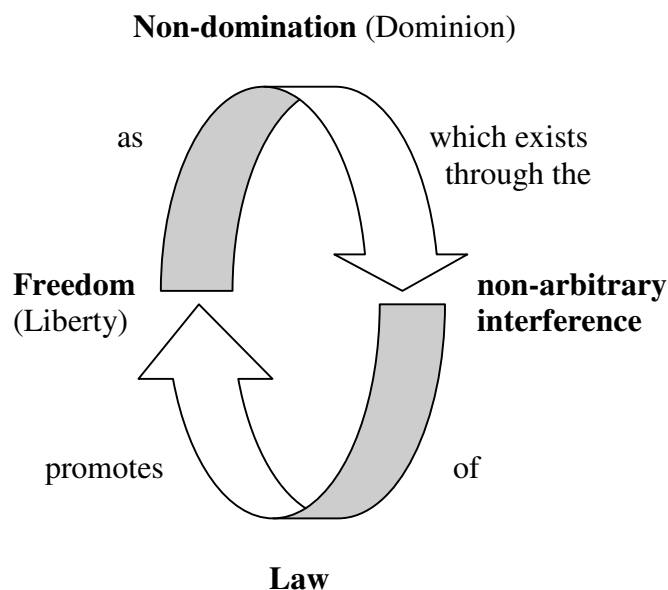 Non-domination (Dominion)
as
which exists
through the
Freedom
(Liberty)
non-arbitrary
interference
promotes
of
Law